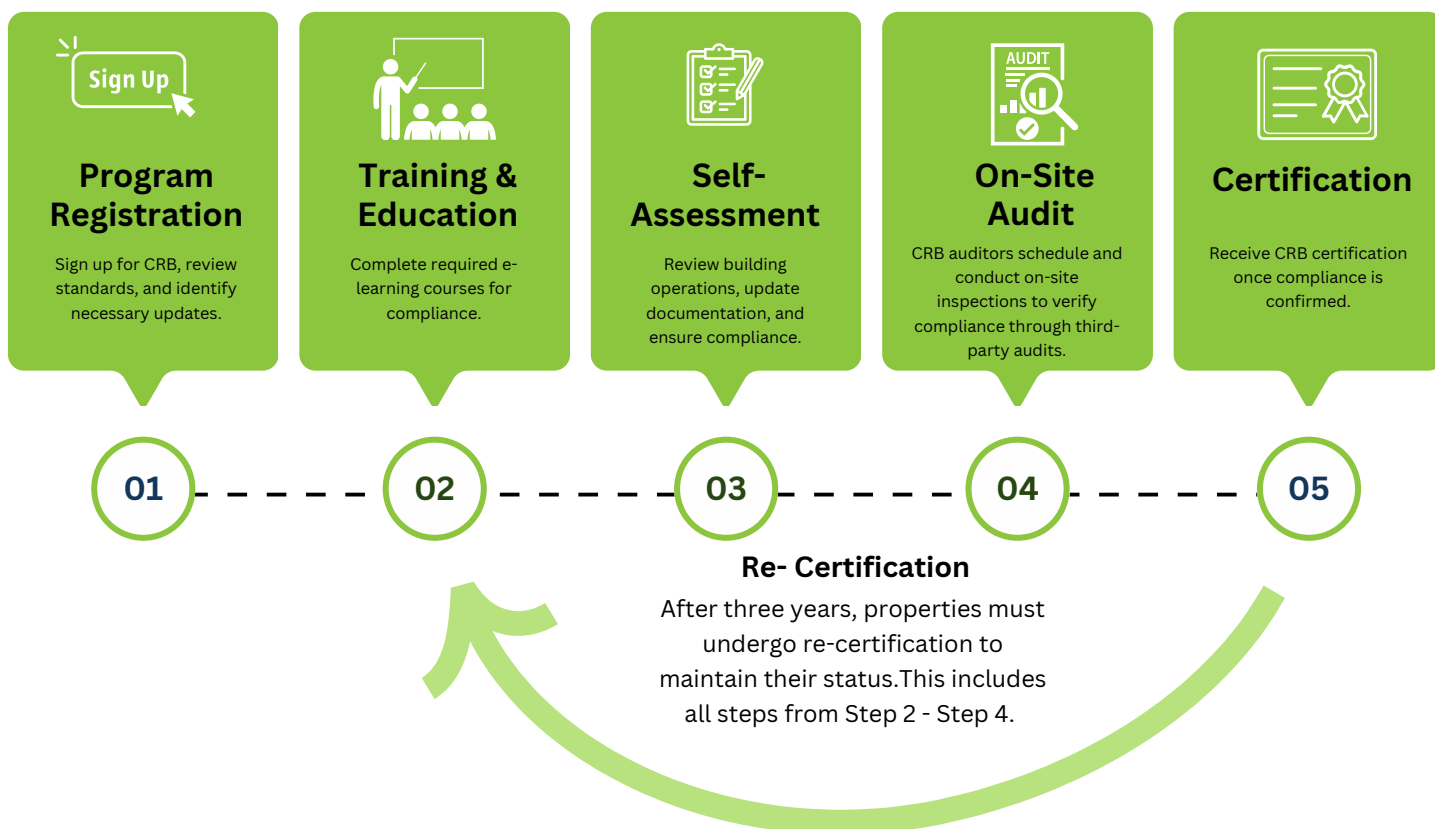 Sign Up
Program
Registration
Sign up for CRB, review
standards, and identify
necessary updates.
Training &
Education
Complete required e-
learning courses for
compliance.
Self-
Assessment
Review building
operations, update
documentation, and
ensure compliance.
AUDIT
On-Site
Audit
CRB auditors schedule and
conduct on-site
inspections to verify
compliance through third-
party audits.
Certification
Receive CRB certification
once compliance is
confirmed.
01
02
03
04
05
Re- Certification
After three years, properties must
undergo re-certification to
maintain their status.This includes
all steps from Step 2 - Step 4.